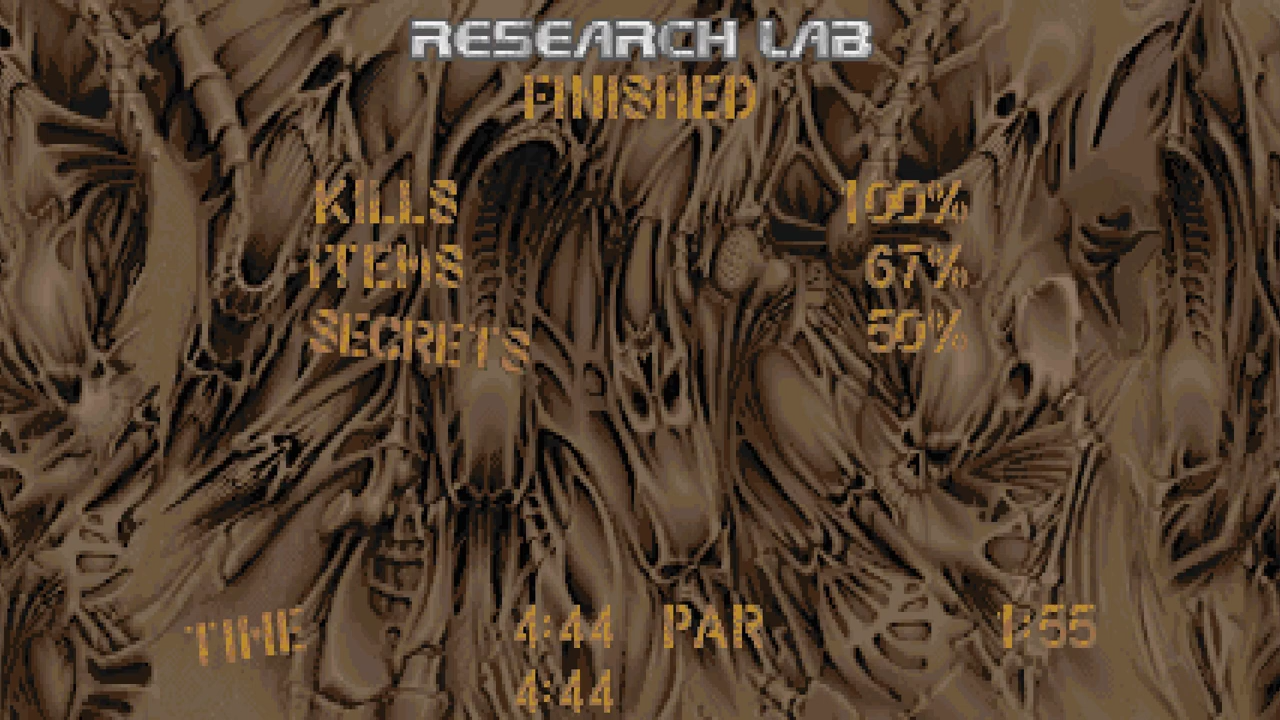 RESEARCH LAB
FINISHED
KILLS 100%
ITEMS 67%
SECRETS 50%
TIME 4:44 PAR 1:55
4:44